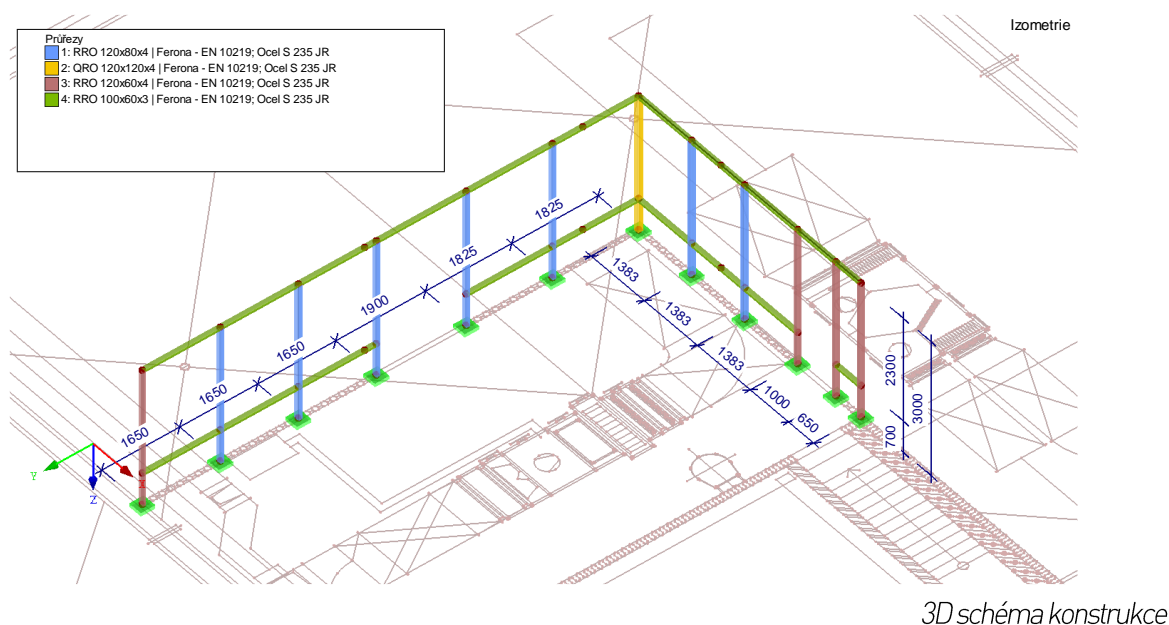 Izometrie
Průřezy
1: RRO 120x80x4 | Ferona - EN 10219; Ocel S 235 JR
2: QRO 120x120x4 | Ferona - EN 10219; Ocel S 235 JR
3: RRO 120x60x4 | Ferona - EN 10219; Ocel S 235 JR
4: RRO 100x60x3 | Ferona - EN 10219; Ocel S 235 JR
1825
1825
1900
1650
1650
1650
1383
1383
1383
1000
650
2300
3000
700
Y
X
Z
3D schéma konstrukce